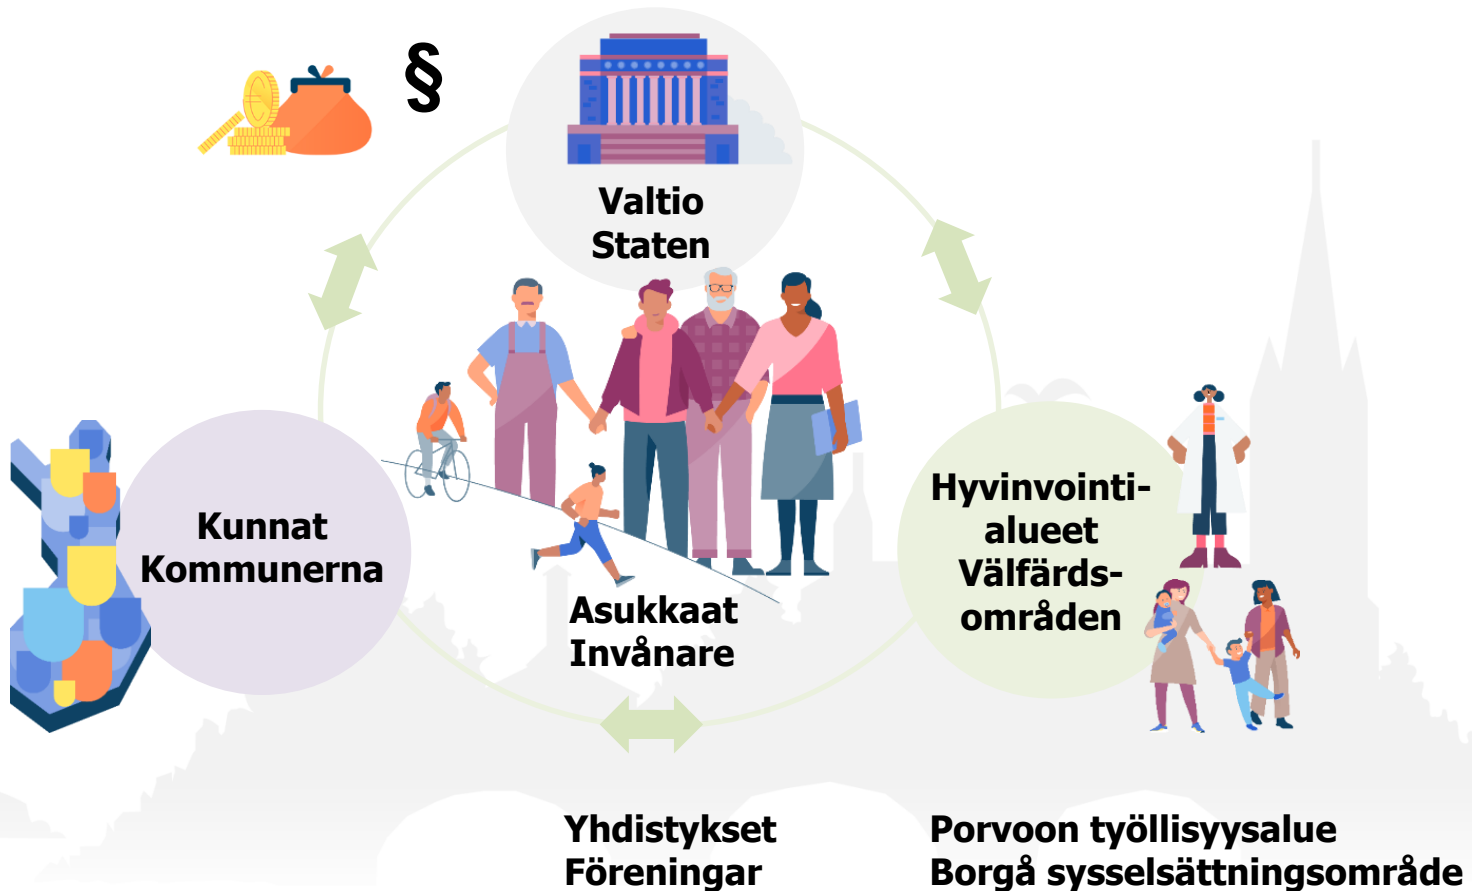 §
Valtio
Staten
Kunnat
Kommunerna
Asukkaat
Invånare
Hyvinvointi-
alueet
Välfärds-
områden
Yhdistykset
Föreningar
Porvoon työllisyysalue
Borgå sysselsättningsområde